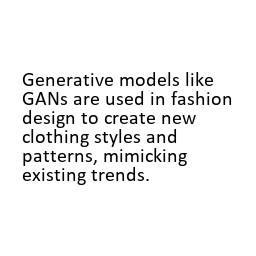 Generative models like
GANs are used in fashion
design to create new
clothing styles and
patterns, mimicking
existing trends.